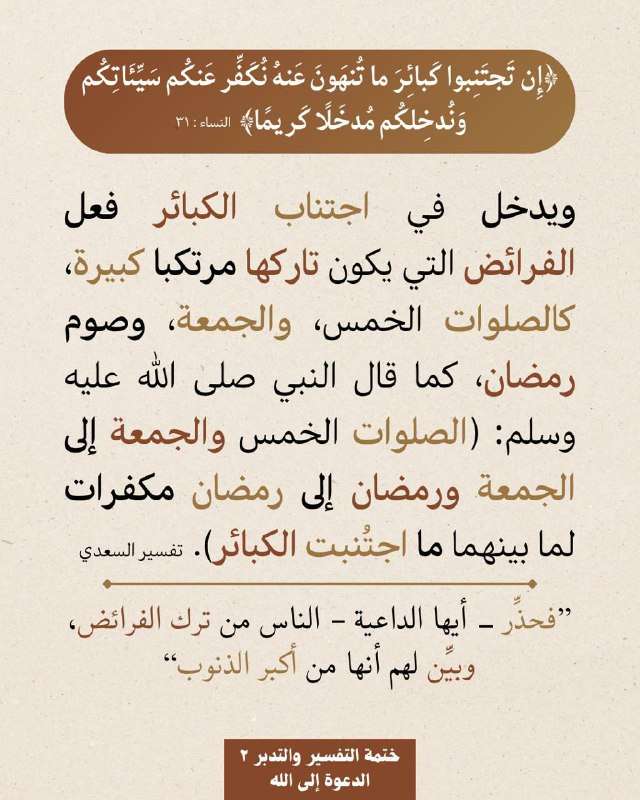 ﴿إِن تَجتَنِبوا كَبائِرَ ما تُنهَونَ عَنهُ نُكَفِّر عَنكُم سَيِّئَاتِكُم
وَنُدخِلكُم مُدخَلًا كَريمًا﴾ النساء : ٣١
ويدخل في اجتناب الكبائر فعل
الفرائض التي يكون تاركها مرتكبا كبيرة،
كالصلوات الخمس، والجمعة، وصوم
رمضان، كما قال النبي صلى الله عليه
وسلم: (الصلوات الخمس والجمعة إلى
الجمعة ورمضان إلى رمضان مكفرات
لما بينهما ما اجتُنبت الكبائر). تفسير السعدي
”فحذِّر ـ أيها الداعية - الناس من ترك الفرائض،
وبيِّن لهم أنها من أكبر الذنوب“
ختمة التفسير والتدبر ٢
الدعوة إلى الله